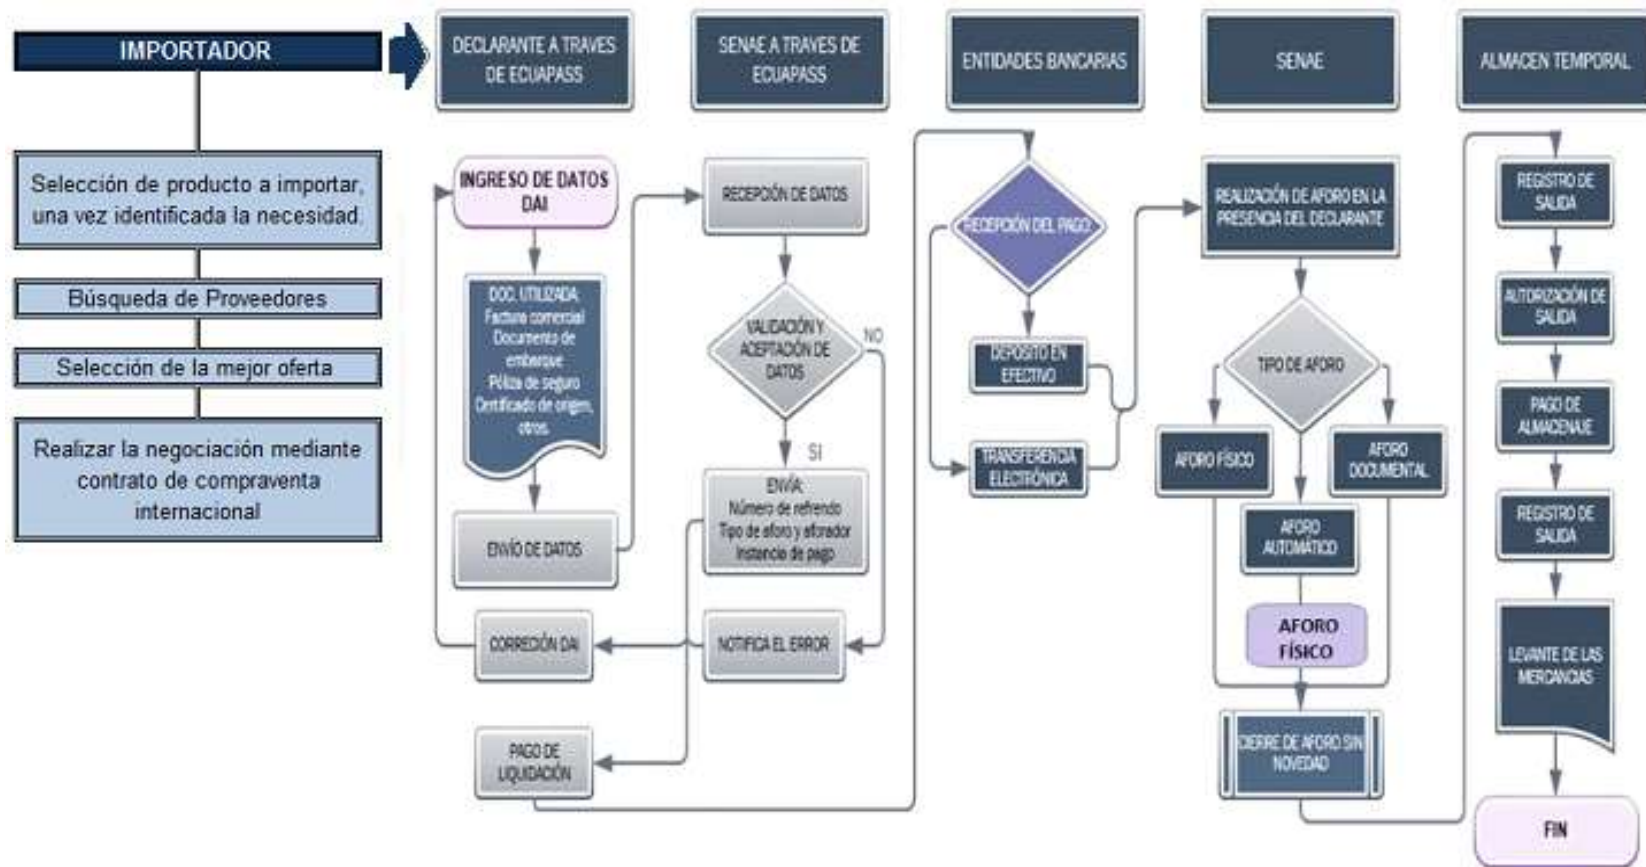 IMPORTADOR
Selección de producto a importar,
una vez identificada la necesidad.
Búsqueda de Proveedores
Selección de la mejor oferta
Realizar la negociación mediante
contrato de compraventa
internacional
DECLARANTE A TRAVES
DE ECUAPASS
INGRESO DE DATOS
DAI
DOC. UTILIZADA:
Factura comercial
Documento de
embarque
Póliza de seguro
Certificado de origen,
otros.
ENVÍO DE DATOS
CORRECIÓN DAI
PAGO DE
LIQUIDACIÓN
SENAE A TRAVES DE
ECUAPASS
RECEPCIÓN DE DATOS
VALIDACIÓN Y
ACEPTACIÓN DE
DATOS
NO
SI
ENVÍA:
Número de refrendo
Tipo de aforo y aforador
Instancia de pago
NOTIFICA EL ERROR
ENTIDADES BANCARIAS
RECEPCIÓN DEL PAGO
DEPOSITO EN
EFECTIVO
TRANSFERENCIA
ELECTRÓNICA
SENAE
REALIZACIÓN DE AFORO EN LA
PRESENCIA DEL DECLARANTE
TIPO DE AFORO
AFORO FÍSICO
AFORO
DOCUMENTAL
AFORO
AUTOMÁTICO
AFORO
FÍSICO
CIERRE DE AFORO SIN
NOVEDAD
ALMACEN TEMPORAL
REGISTRO DE
SALIDA
AUTORIZACIÓN DE
SALIDA
PAGO DE
ALMACENAJE
REGISTRO DE
SALIDA
LEVANTE DE LAS
MERCANCIAS
FIN